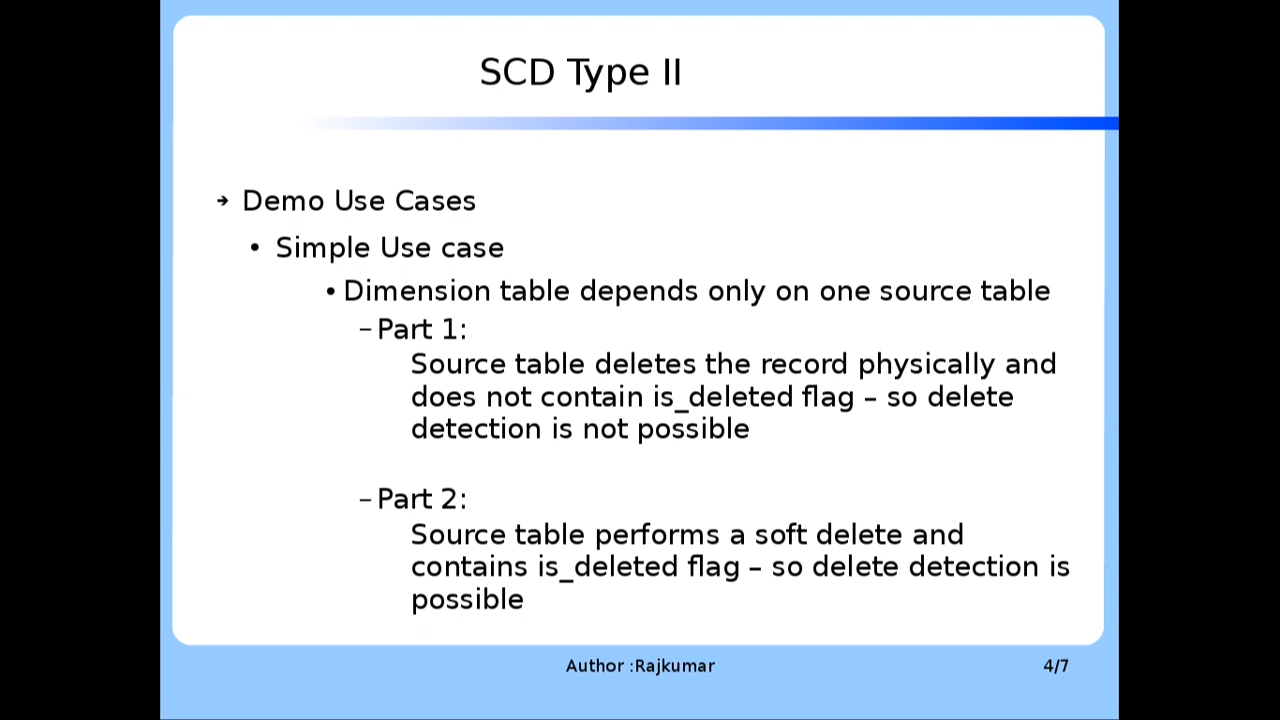 SCD Type II
➔ Demo Use Cases
• Simple Use case
• Dimension table depends only on one source table
– Part 1:
Source table deletes the record physically and
does not contain is_deleted flag – so delete
detection is not possible
– Part 2:
Source table performs a soft delete and
contains is_deleted flag – so delete detection is
possible
Author :Rajkumar
4/7